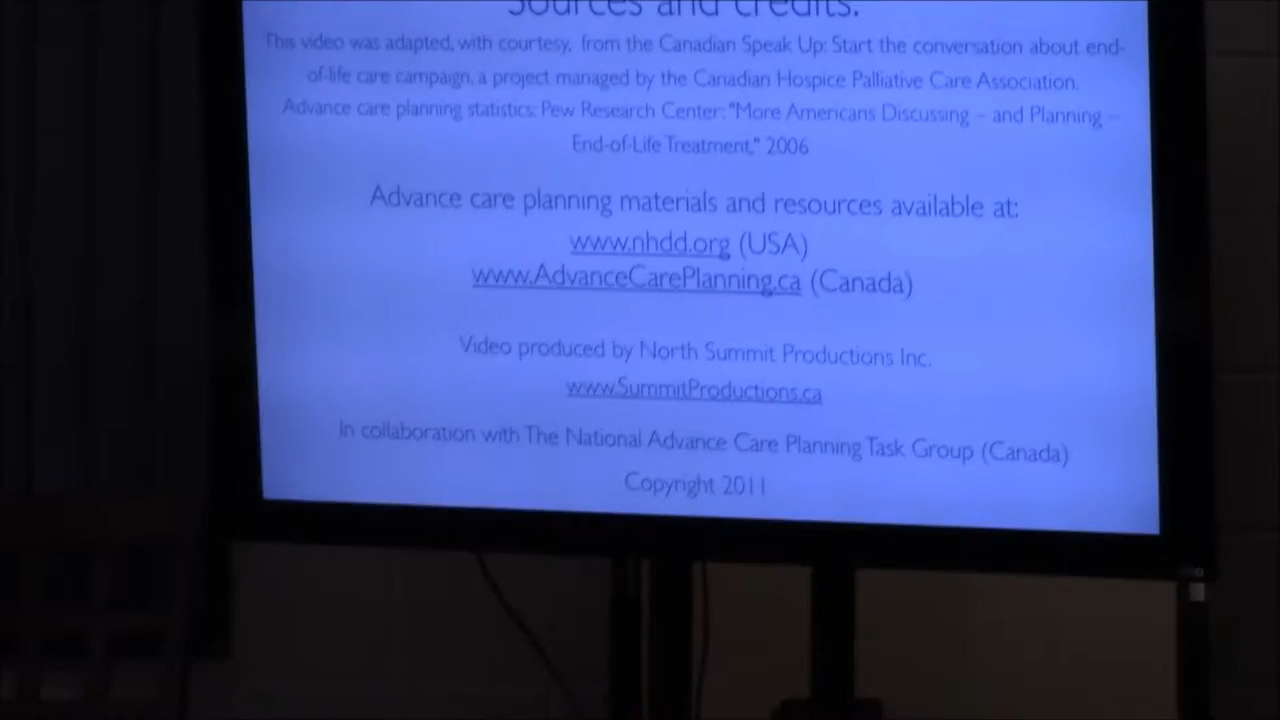 Sources and credits:
This video was adapted, with courtesy, from the Canadian Speak Up: Start the conversation about end-
of-life care campaign, a project managed by the Canadian Hospice Palliative Care Association.
Advance care planning statistics: Pew Research Center: "More Americans Discussing – and Planning –
End-of-Life Treatment," 2006
Advance care planning materials and resources available at:
www.nhdd.org (USA)
www.AdvanceCarePlanning.ca (Canada)
Video produced by North Summit Productions Inc.
www.SummitProductions.ca
In collaboration with The National Advance Care Planning Task Group (Canada)
Copyright 2011